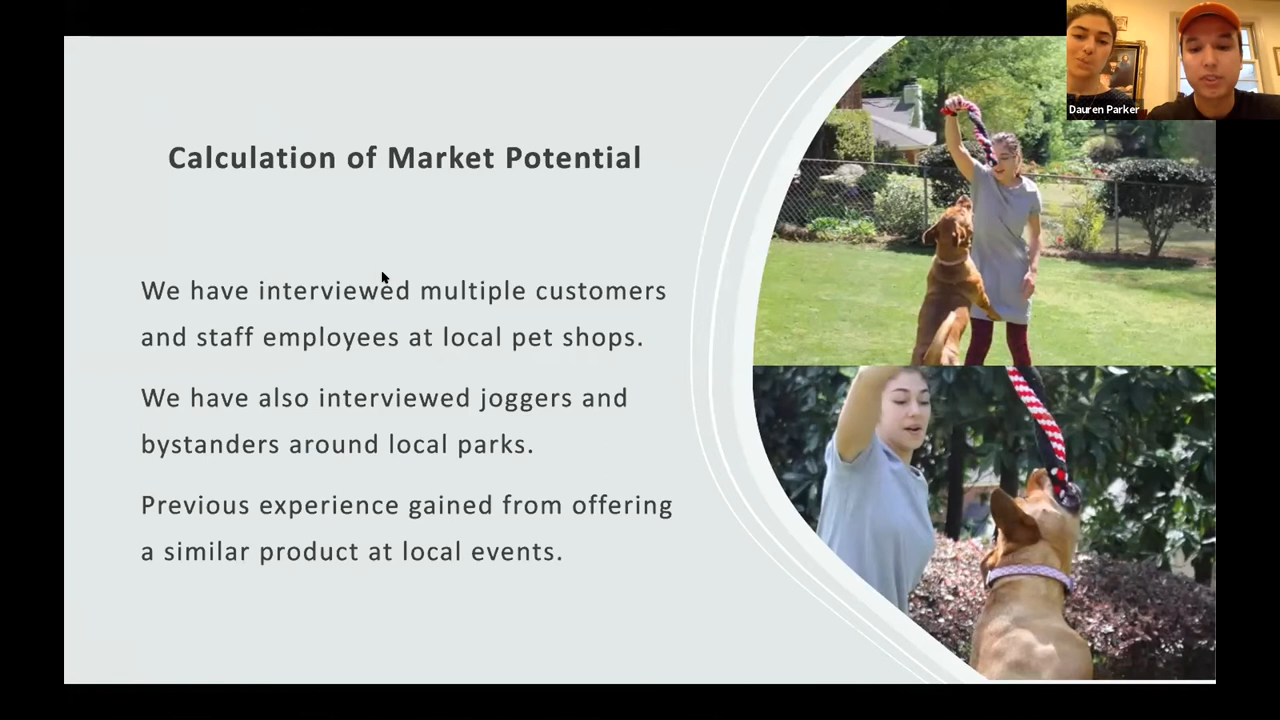 Calculation of Market Potential
We have interviewed multiple customers
and staff employees at local pet shops.
We have also interviewed joggers and
bystanders around local parks.
Previous experience gained from offering
a similar product at local events.
Dauren Parker